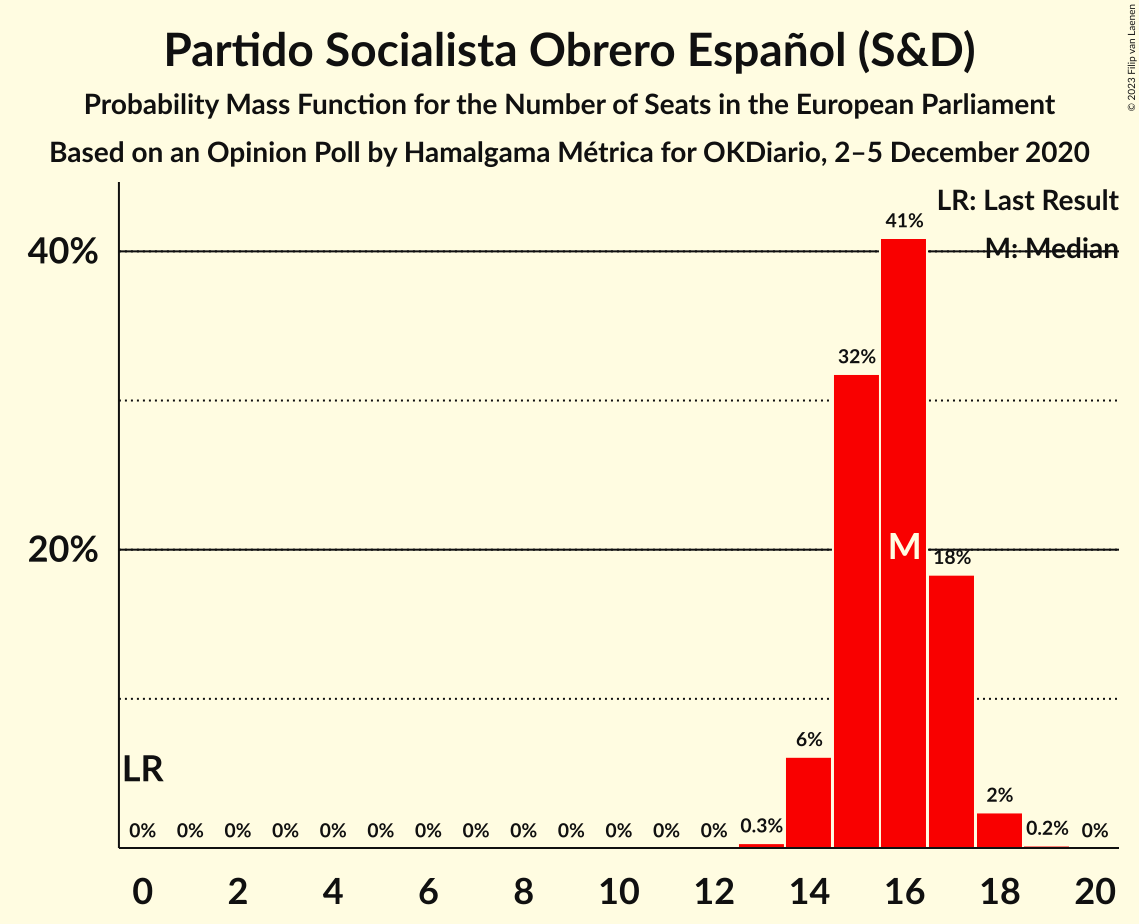 Partido Socialista Obrero Español (S&D)
Probability Mass Function for the Number of Seats in the European Parliament
Based on an Opinion Poll by Hamalgama Métrica for OKDiario, 2–5 December 2020
© 2023 Filip van Laenen
LR: Last Result
M: Median
40%
20%
41%
32%
M
18%
6%
2%
LR
0% 0% 0% 0% 0% 0% 0% 0% 0% 0% 0% 0% 0% 0.3% 0.2% 0%
0 2 4 6 8 10 12 14 16 18 20